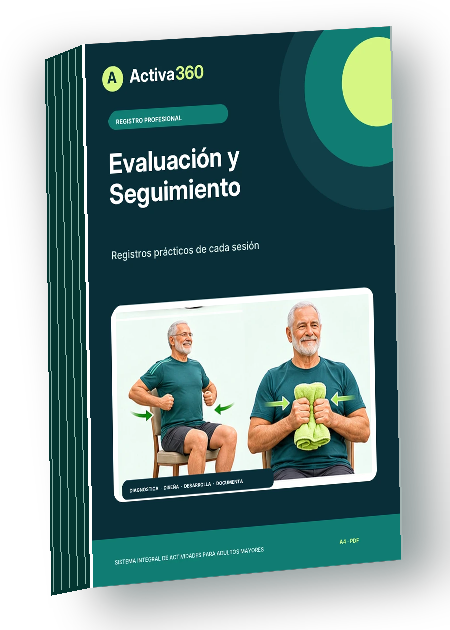 A Activa360
REGISTRO PROFESIONAL
Evaluación y
Seguimiento
Registros prácticos de cada sesión
DIAGNOSTICA · DISEÑA · DESARROLLA · DOCUMENTA
SISTEMA INTEGRAL DE ACTIVIDADES PARA ADULTOS MAYORES
A4 · PDF